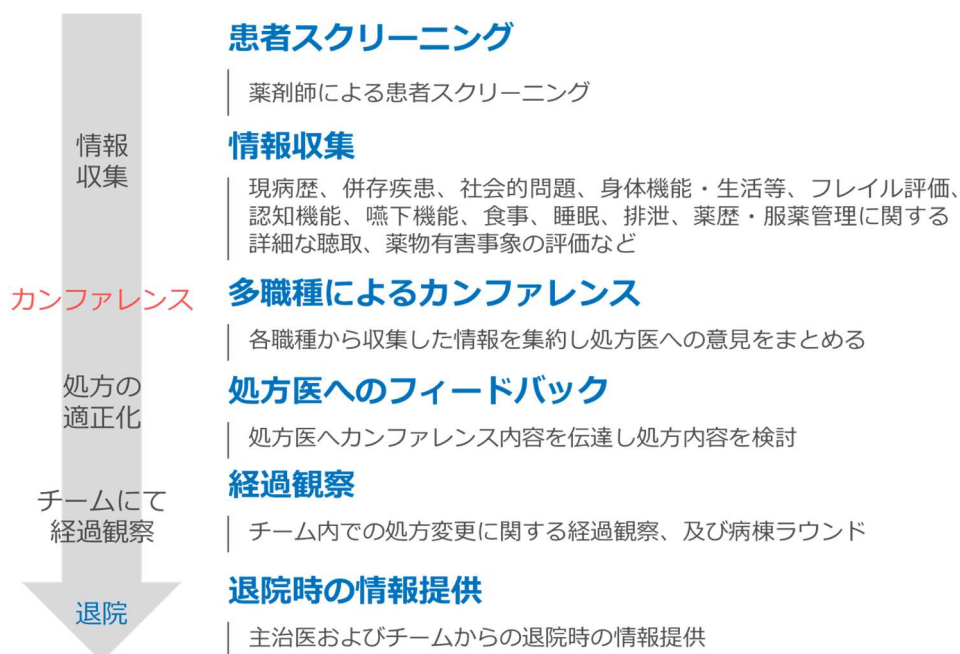 患者スクリーニング
薬剤師による患者スクリーニング
情報
収集
情報収集
現病歴、併存疾患、社会的問題、身体機能・生活等、フレイル評価、
認知機能、嚥下機能、食事、睡眠、排泄、薬歴・服薬管理に関する
詳細な聴取、薬物有害事象の評価など
カンファレンス
多職種によるカンファレンス
各職種から収集した情報を集約し処方医への意見をまとめる
処方の
適正化
処方医へのフィードバック
処方医へカンファレンス内容を伝達し処方内容を検討
チームにて
経過観察
経過観察
チーム内での処方変更に関する経過観察、及び病棟ラウンド
退院
退院時の情報提供
主治医およびチームからの退院時の情報提供